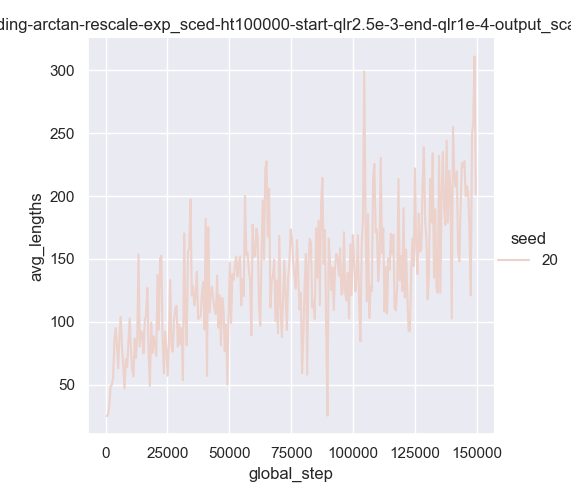 ding-arctan-rescale-exp_sced-ht100000-start-qlr2.5e-3-end-qlr1e-4-output_sca
300
250
200
150
100
50
avg_lengths
seed
20
0 25000 50000 75000 100000 125000 150000
global_step